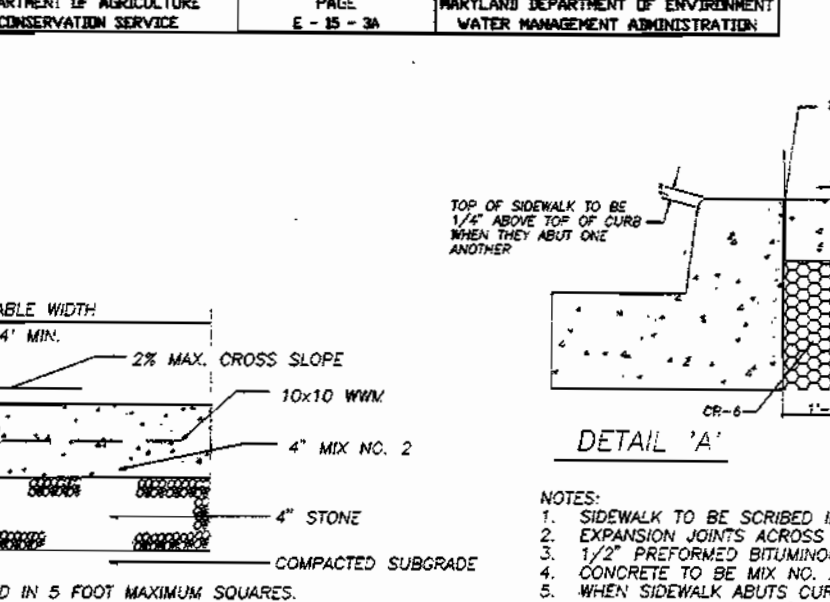 DEPARTMENT OF AGRICULTURE
CONSERVATION SERVICE
PAGE
E - 15 - 3A
MARYLAND DEPARTMENT OF ENVIRONMENT
WATER MANAGEMENT ADMINISTRATION
TOP OF SIDEWALK TO BE
1/4" ABOVE TOP OF CURB
WHEN THEY ABUT ONE
ANOTHER
WIDTH
4' MIN.
2% MAX. CROSS SLOPE
10x10 WWM
4" MIX NO. 2
4" STONE
COMPACTED SUBGRADE
IN 5 FOOT MAXIMUM SQUARES.
CR-6
1'-
DETAIL 'A'
NOTES:
1. SIDEWALK TO BE SCRIBED
2. EXPANSION JOINTS ACROSS
3. 1/2" PREFORMED
4. CONCRETE TO BE MIX NO.
5. WHEN SIDEWALK ABUTS